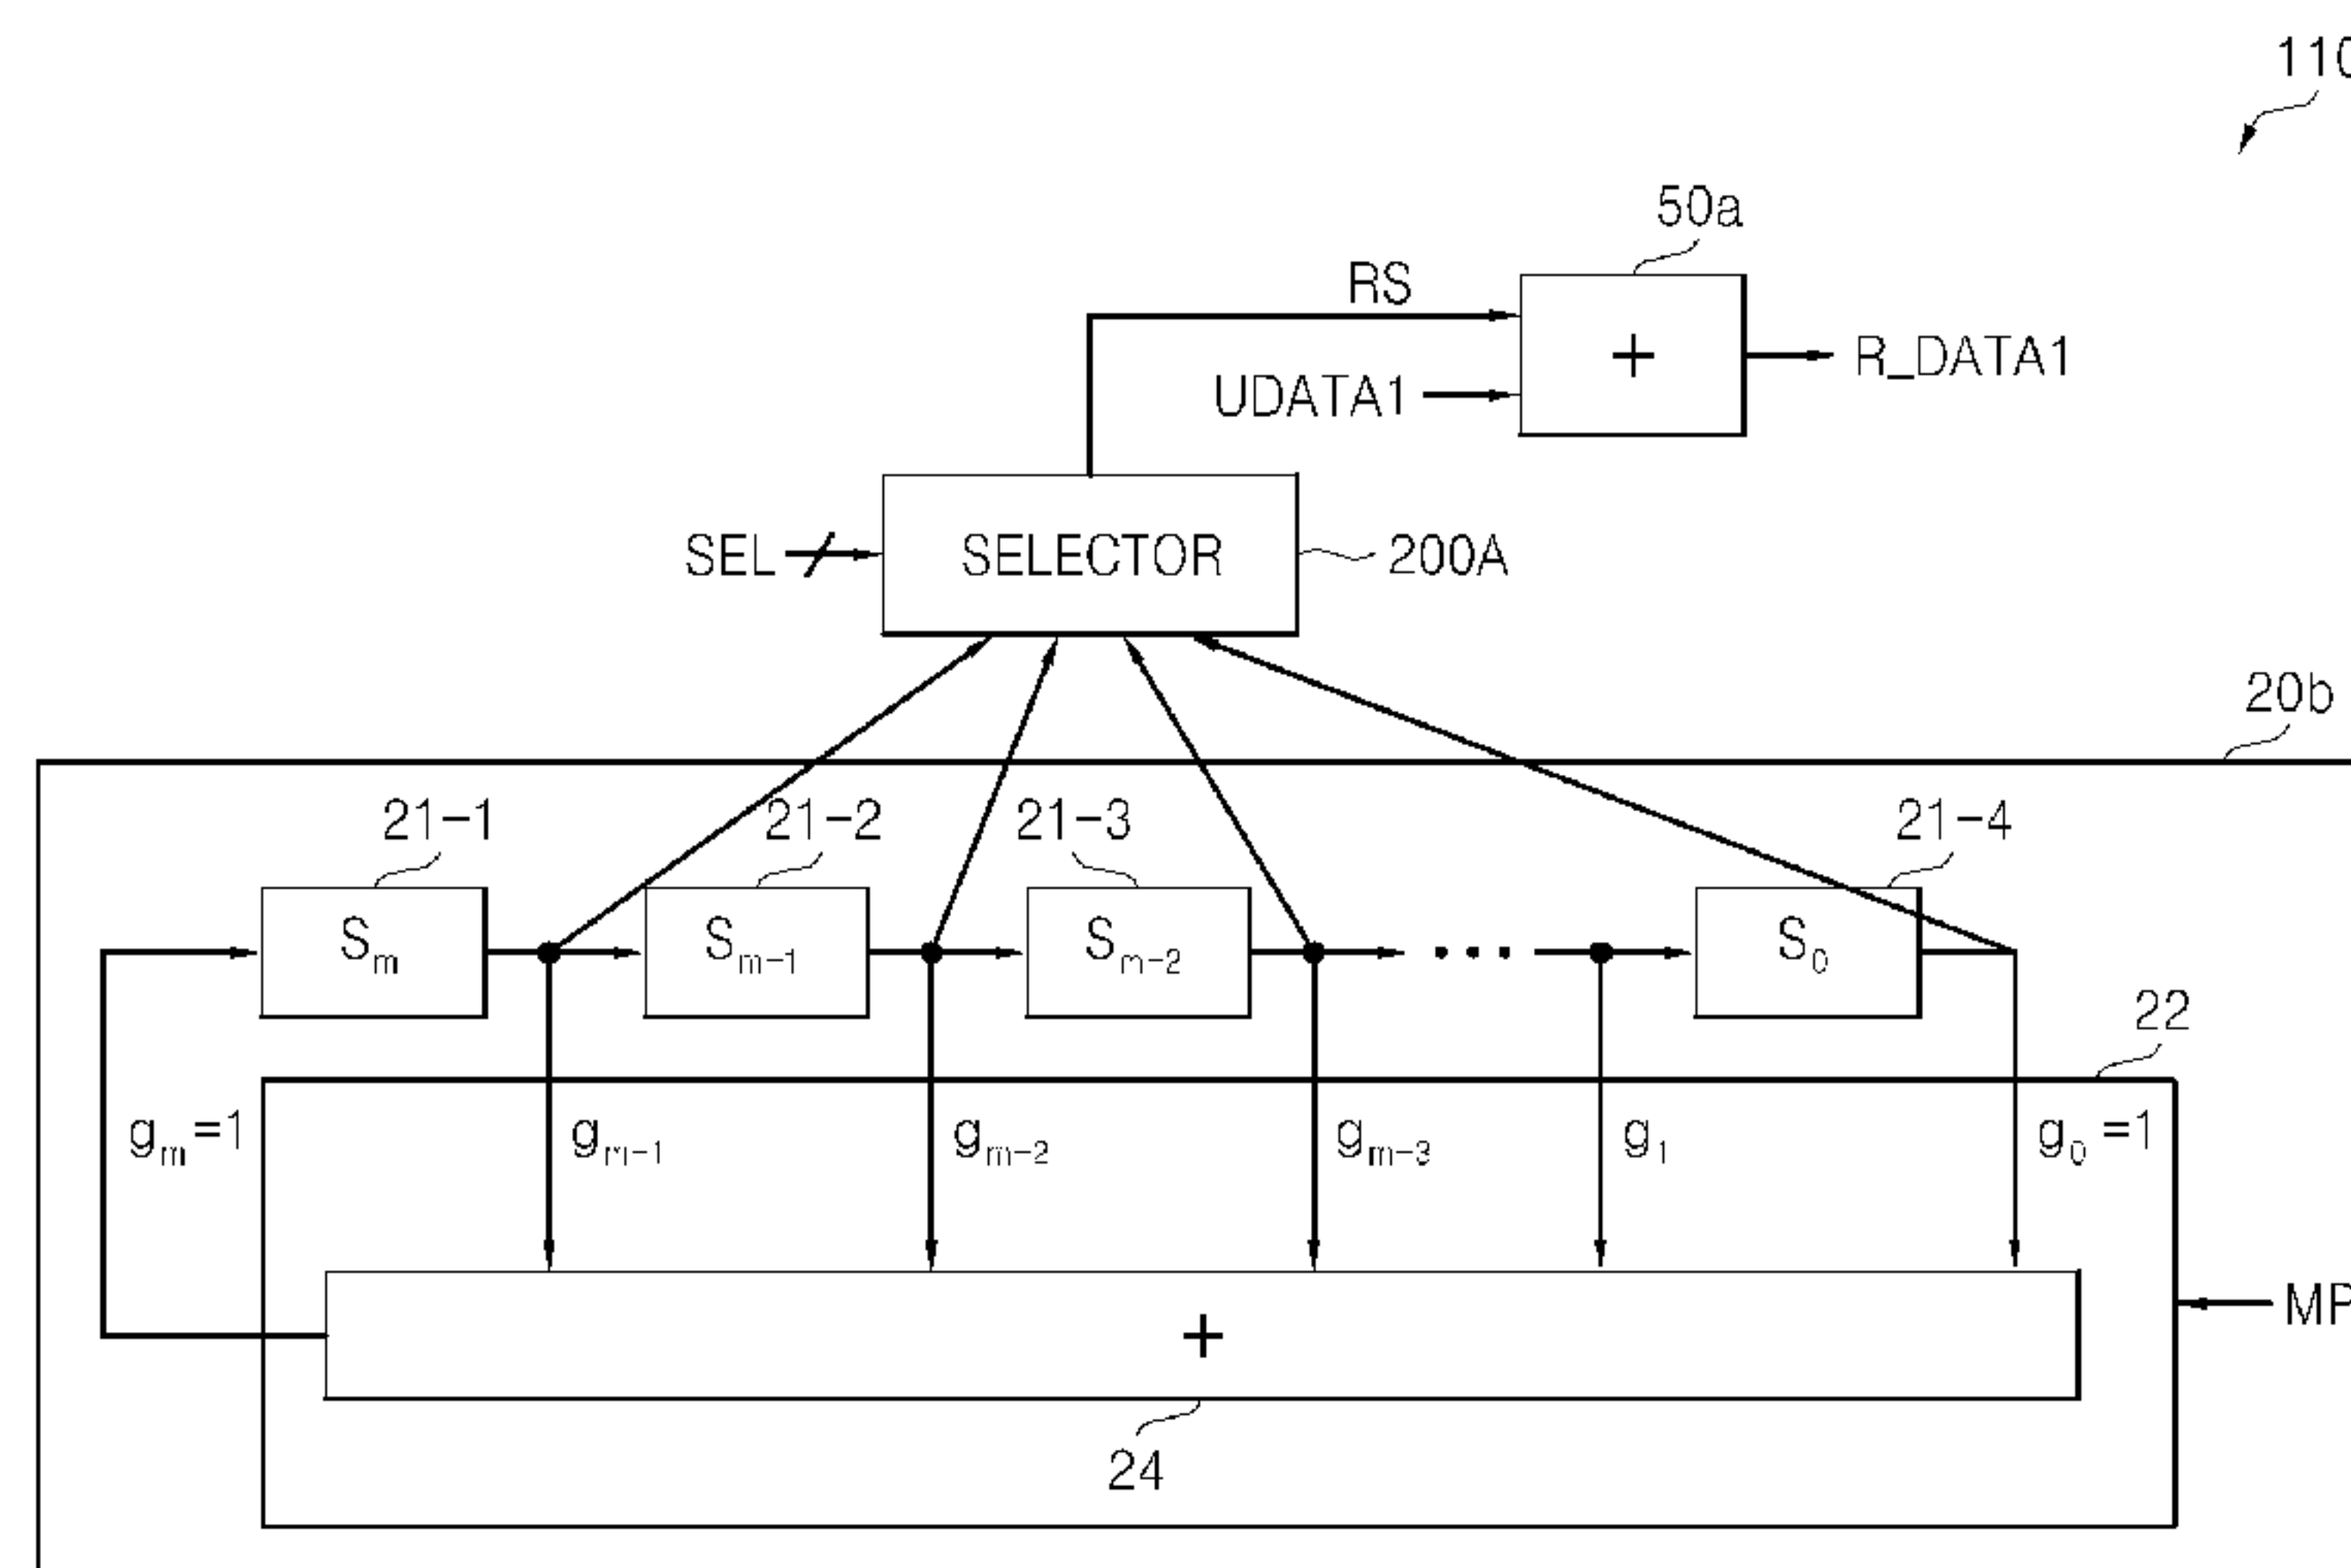 110
50a
RS
UDATA1
+
R_DATA1
SEL
SELECTOR
200A
20b
21-1
21-2
21-3
21-4
Sm
Sm-1
Sm-2
...
S0
22
gm=1
gm-1
gm-2
gm-3
g1
g0=1
+
MP
24